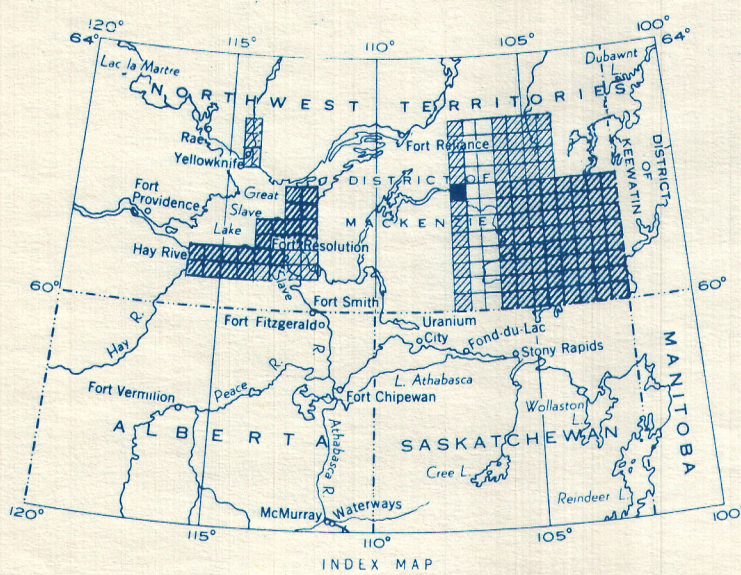 120°
115°
110°
105°
100°
64°
64°
Lac la Martre
Dubawnt
L.
NORTHWEST TERRITORIES
Rae
Fort Reliance
Yellowknife
DISTRICT OF
KEEWATIN
DISTRICT OF
MACKENZIE
Fort
Providence
Great
Slave
Lake
Hay River
Fort Resolution
Slave
R.
60°
60°
Fort Smith
Fort Fitzgerald
Uranium
City
Fond-du-Lac
Stony Rapids
Hay R.
MANITOBA
Fort Vermilion
Peace R.
L. Athabasca
Fort Chipewan
Wollaston
L.
ALBERTA
SASKATCHEWAN
Athabasca R.
Cree L.
Reindeer L.
McMurray
Waterways
120°
115°
110°
105°
100
INDEX MAP